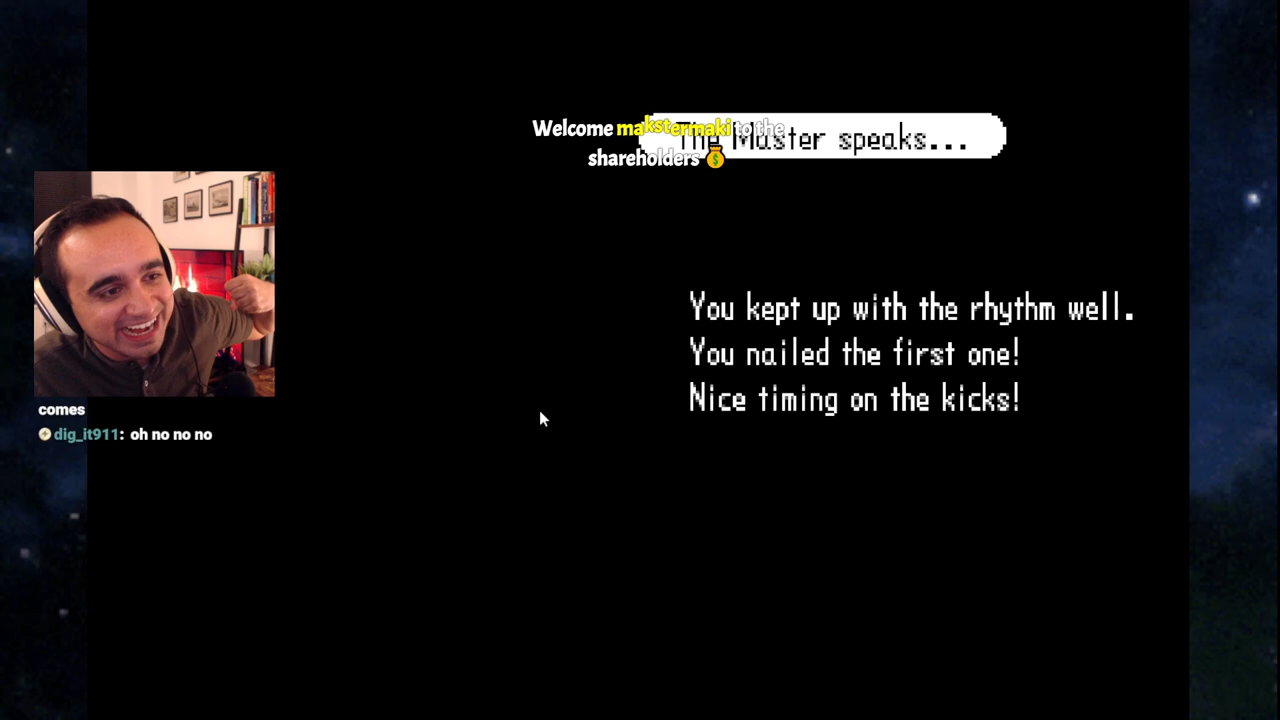 Welcome makstermaki to the
shareholders
The Master speaks...
You kept up with the rhythm well.
You nailed the first one!
Nice timing on the kicks!
comes
dig_it911: oh no no no